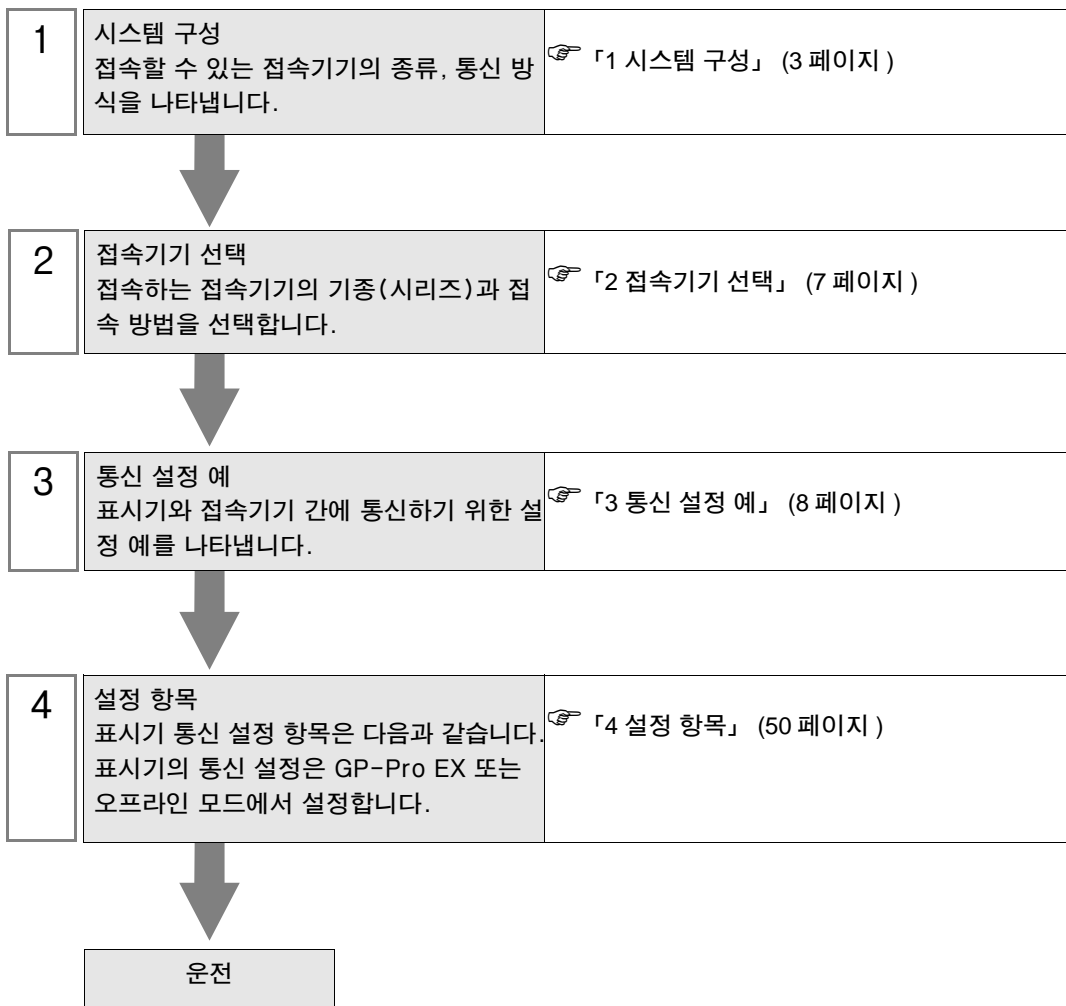 1
시스템 구성
접속할 수 있는 접속기기의 종류, 통신 방
식을 나타냅니다.
☞ 「1 시스템 구성」 (3 페이지 )
2
접속기기 선택
접속하는 접속기기의 기종(시리즈)과 접
속 방법을 선택합니다.
☞ 「2 접속기기 선택」 (7 페이지 )
3
통신 설정 예
표시기와 접속기기 간에 통신하기 위한 설
정 예를 나타냅니다.
☞ 「3 통신 설정 예」 (8 페이지 )
4
설정 항목
표시기 통신 설정 항목은 다음과 같습니다.
표시기의 통신 설정은 GP-Pro EX 또는
오프라인 모드에서 설정합니다.
☞ 「4 설정 항목」 (50 페이지 )
운전